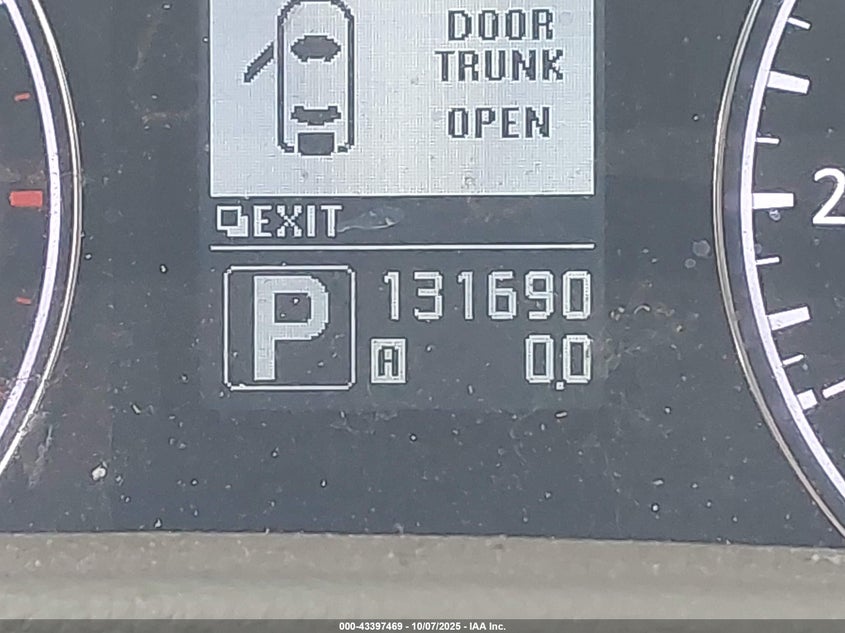 DOOR
TRUNK
OPEN
EXIT
P 131690
A 0.0
2
000-43397469 - 10/07/2025 - IAA Inc.